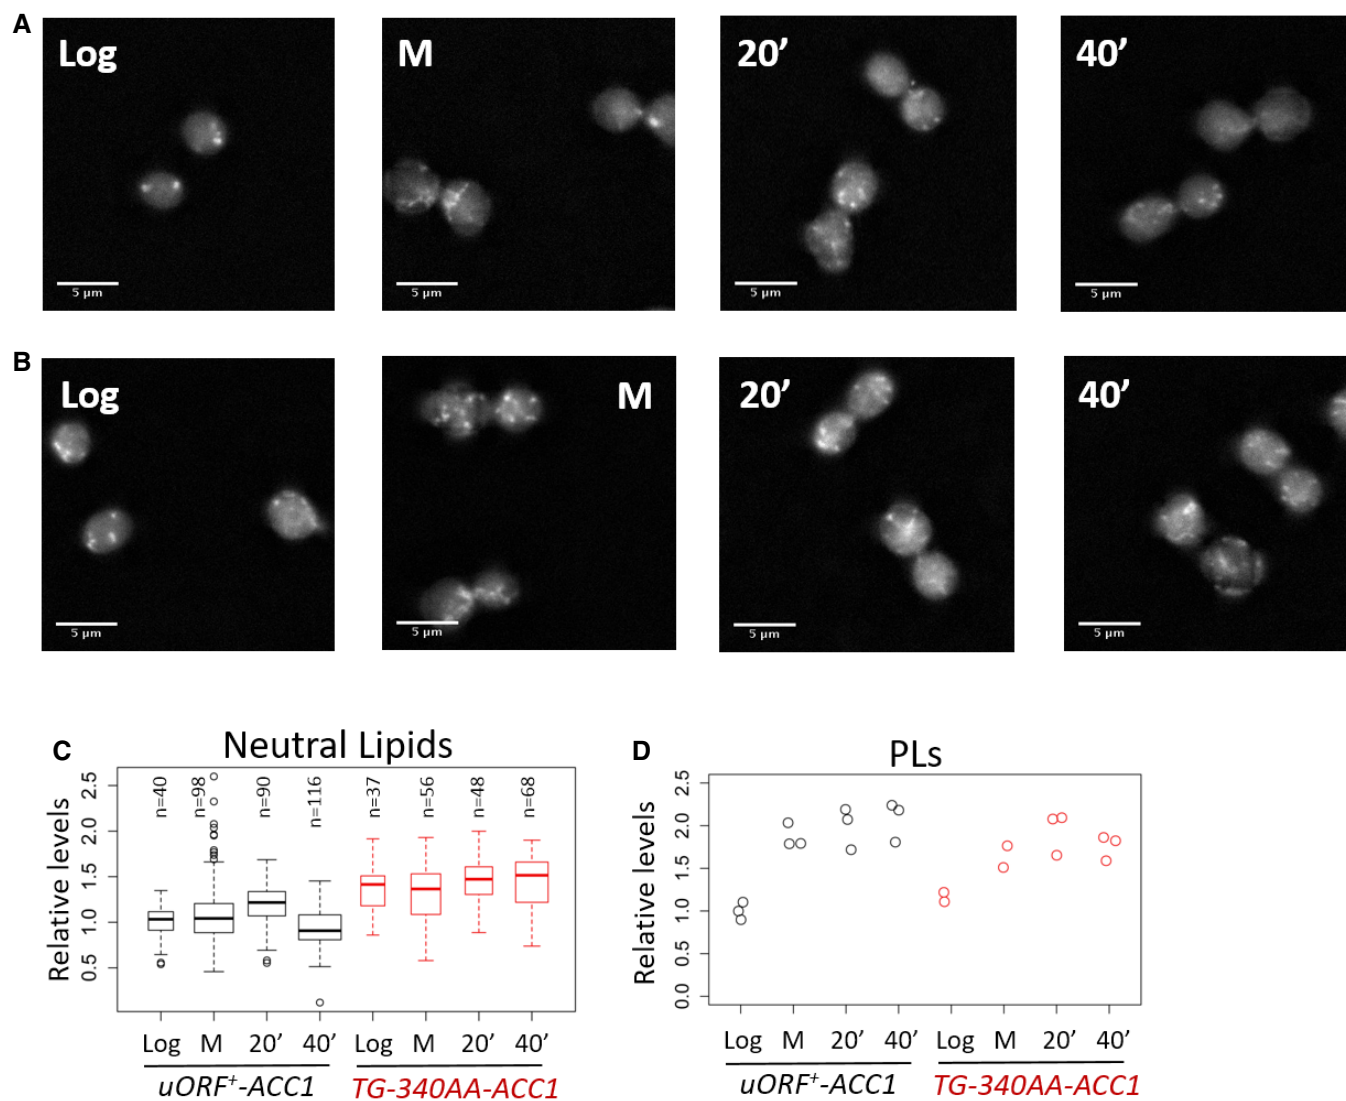 A
Log
M
20'
40'
5 µm
5 µm
5 µm
5 µm
B
Log
M
20'
40'
5 µm
5 µm
5 µm
5 µm
C
Neutral Lipids
Relative levels
0.5 1.0 1.5 2.0 2.5
n=40 n=98 n=90 n=116 n=37 n=56 n=48 n=68
Log M 20' 40' Log M 20' 40'
uORF⁺-ACC1 TG-340AA-ACC1
D
PLs
Relative levels
0.0 0.5 1.0 1.5 2.0 2.5
Log M 20' 40' Log M 20' 40'
uORF⁺-ACC1 TG-340AA-ACC1